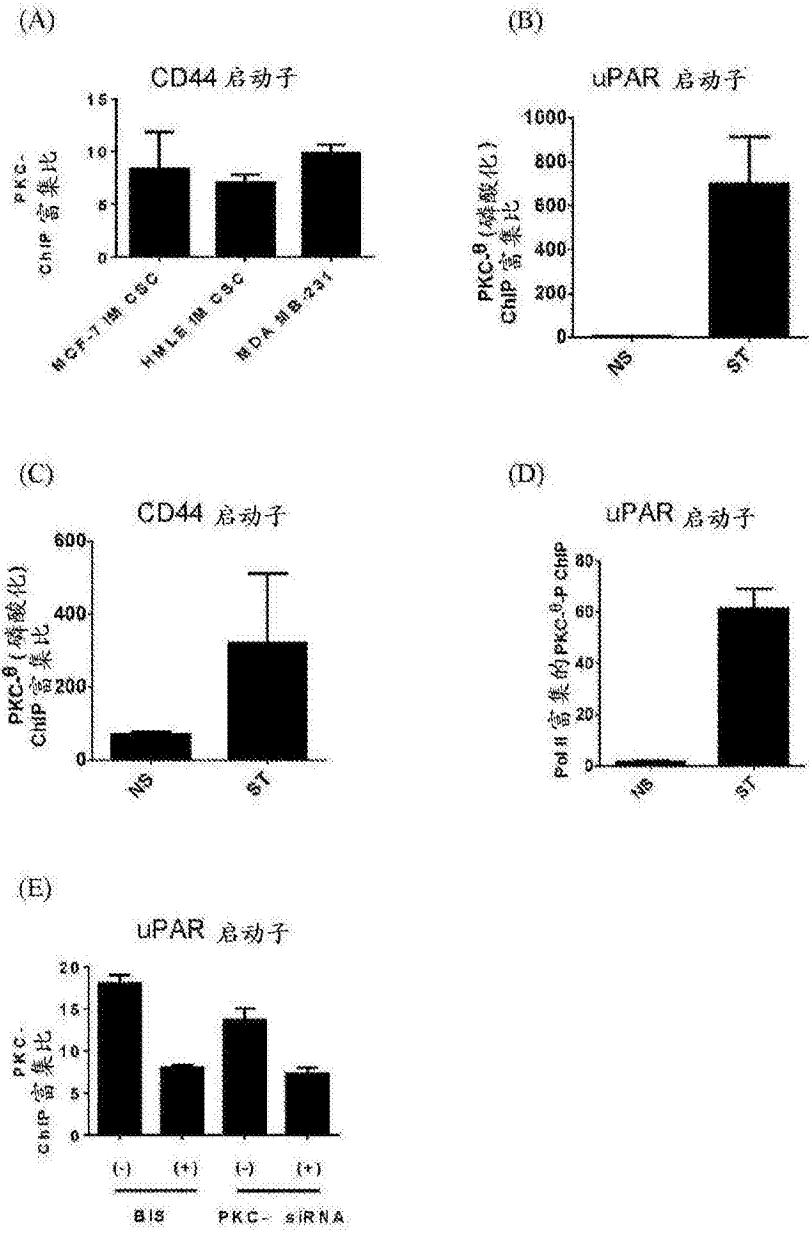 (A)
CD44 启动子
PKC-
ChIP 富集比
15
10
5
0
MCF-7 IM CSC
HMLE IM CSC
MDA MB-231
(B)
uPAR 启动子
PKC-θ(磷酸化)
ChIP 富集比
1000
800
600
400
200
0
NS
ST
(C)
CD44 启动子
PKC-θ(磷酸化)
ChIP 富集比
600
400
200
0
NS
ST
(D)
uPAR 启动子
Pol II 富集的 PKC-θ-P ChIP
80
60
40
20
0
NS
ST
(E)
uPAR 启动子
PKC-
ChIP 富集比
20
15
10
5
0
(-)
(+)
(-)
(+)
BIS
PKC- siRNA